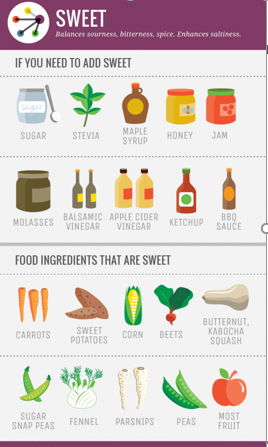 SWEET
Balances sourness, bitterness, spice. Enhances saltiness.
IF YOU NEED TO ADD SWEET
sugar
SUGAR
STEVIA
MAPLE
SYRUP
HONEY
JAM
MOLASSES
BALSAMIC
VINEGAR
APPLE CIDER
VINEGAR
KETCHUP
BBQ
SAUCE
FOOD INGREDIENTS THAT ARE SWEET
CARROTS
SWEET
POTATOES
CORN
BEETS
BUTTERNUT,
KABOCHA
SQUASH
SUGAR
SNAP PEAS
FENNEL
PARSNIPS
PEAS
MOST
FRUIT